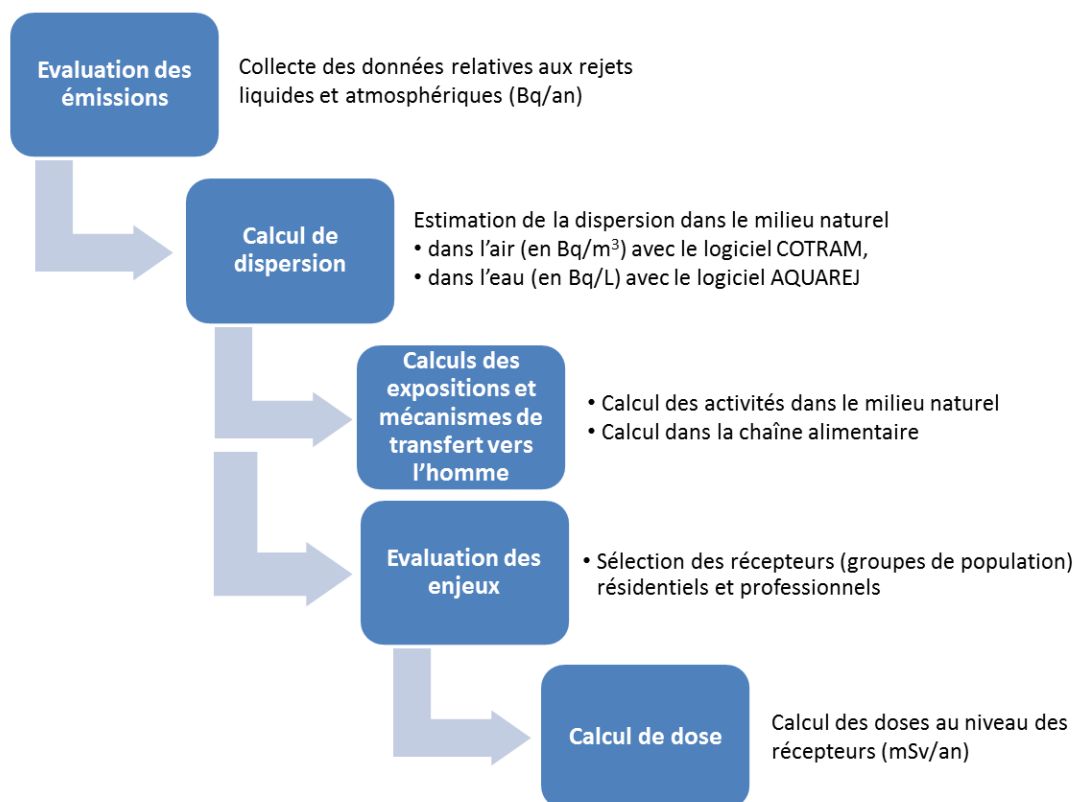 Evaluation des
émissions
Collecte des données relatives aux rejets
liquides et atmosphériques (Bq/an)
Calcul de
dispersion
Estimation de la dispersion dans le milieu naturel
• dans l’air (en Bq/m³) avec le logiciel COTRAM,
• dans l’eau (en Bq/L) avec le logiciel AQUAREJ
Calculs des
expositions et
mécanismes de
transfert vers
l’homme
• Calcul des activités dans le milieu naturel
• Calcul dans la chaîne alimentaire
Evaluation des
enjeux
• Sélection des récepteurs (groupes de population)
résidentiels et professionnels
Calcul de dose
Calcul des doses au niveau des
récepteurs (mSv/an)